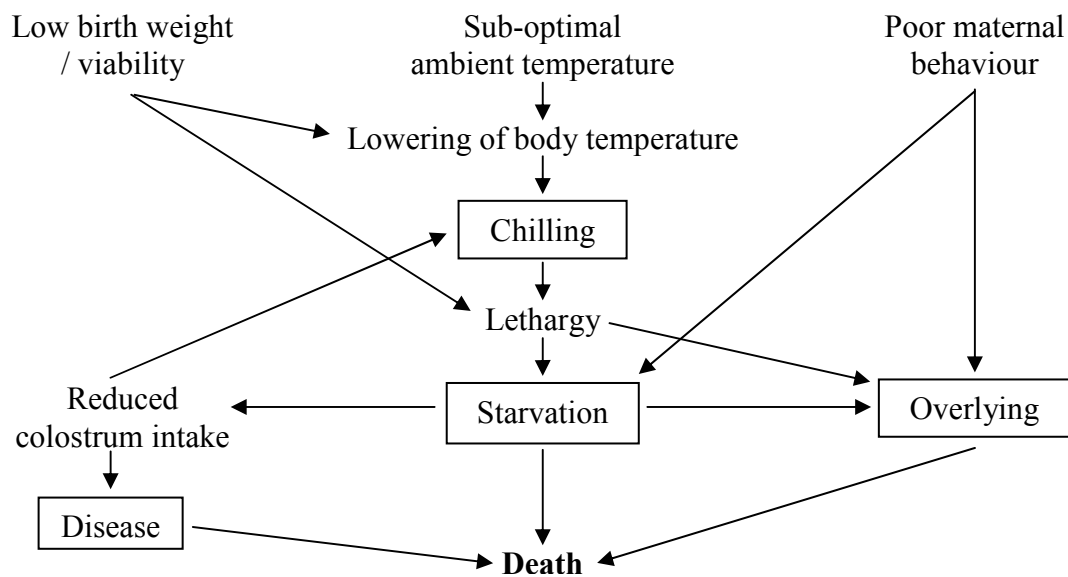 Low birth weight
/ viability
Sub-optimal
ambient temperature
Poor maternal
behaviour
Lowering of body temperature
Chilling
Lethargy
Reduced
colostrum intake
Starvation
Overlying
Disease
Death